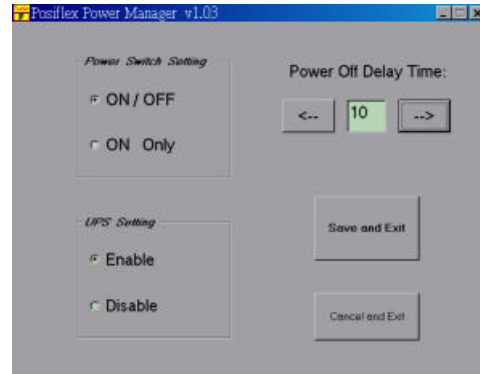 Posiflex Power Manager v1.03
Power Switch Setting
ON / OFF
ON Only
Power Off Delay Time:
<-- 10 -->
UPS Setting
Enable
Disable
Save and Exit
Cancel and Exit